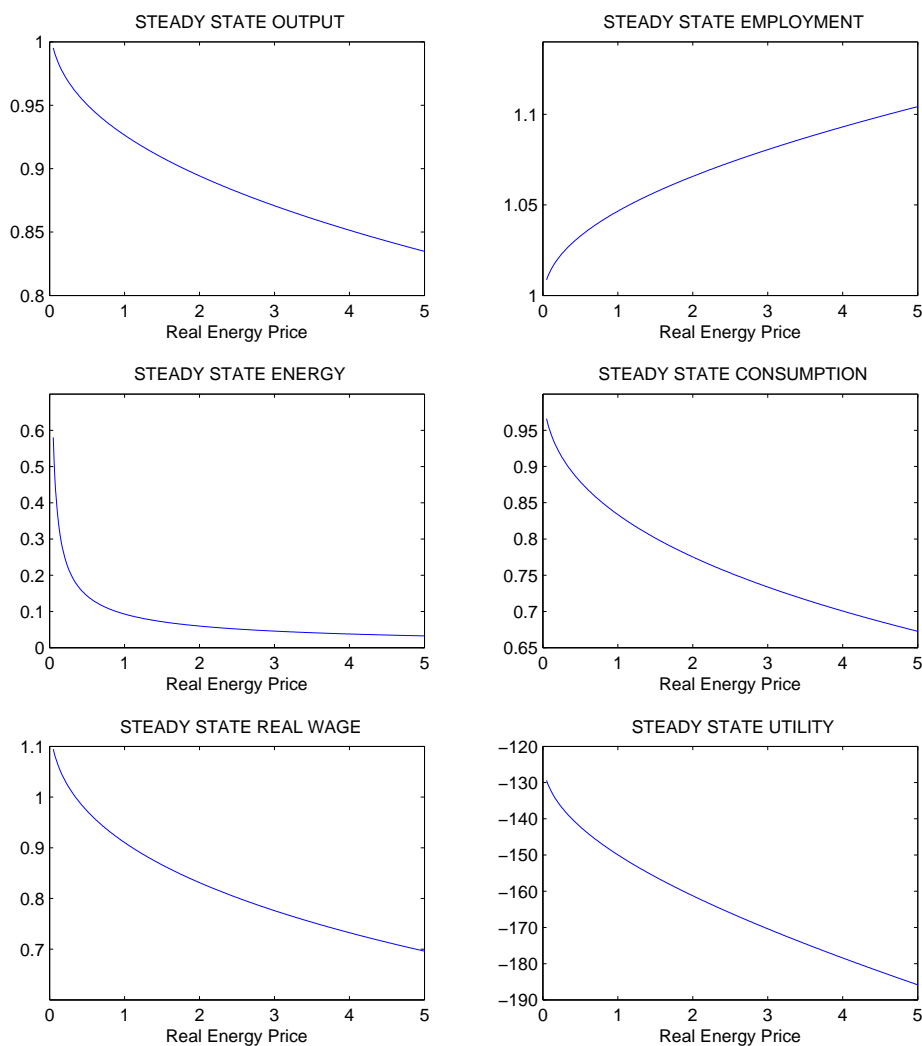 STEADY STATE OUTPUT
1
0.95
0.9
0.85
0.8
0 1 2 3 4 5
Real Energy Price
STEADY STATE EMPLOYMENT
1.1
1.05
1
0 1 2 3 4 5
Real Energy Price
STEADY STATE ENERGY
0.6
0.5
0.4
0.3
0.2
0.1
0
0 1 2 3 4 5
Real Energy Price
STEADY STATE CONSUMPTION
0.95
0.9
0.85
0.8
0.75
0.7
0.65
0 1 2 3 4 5
Real Energy Price
STEADY STATE REAL WAGE
1.1
1
0.9
0.8
0.7
0 1 2 3 4 5
Real Energy Price
STEADY STATE UTILITY
−120
−130
−140
−150
−160
−170
−180
−190
0 1 2 3 4 5
Real Energy Price